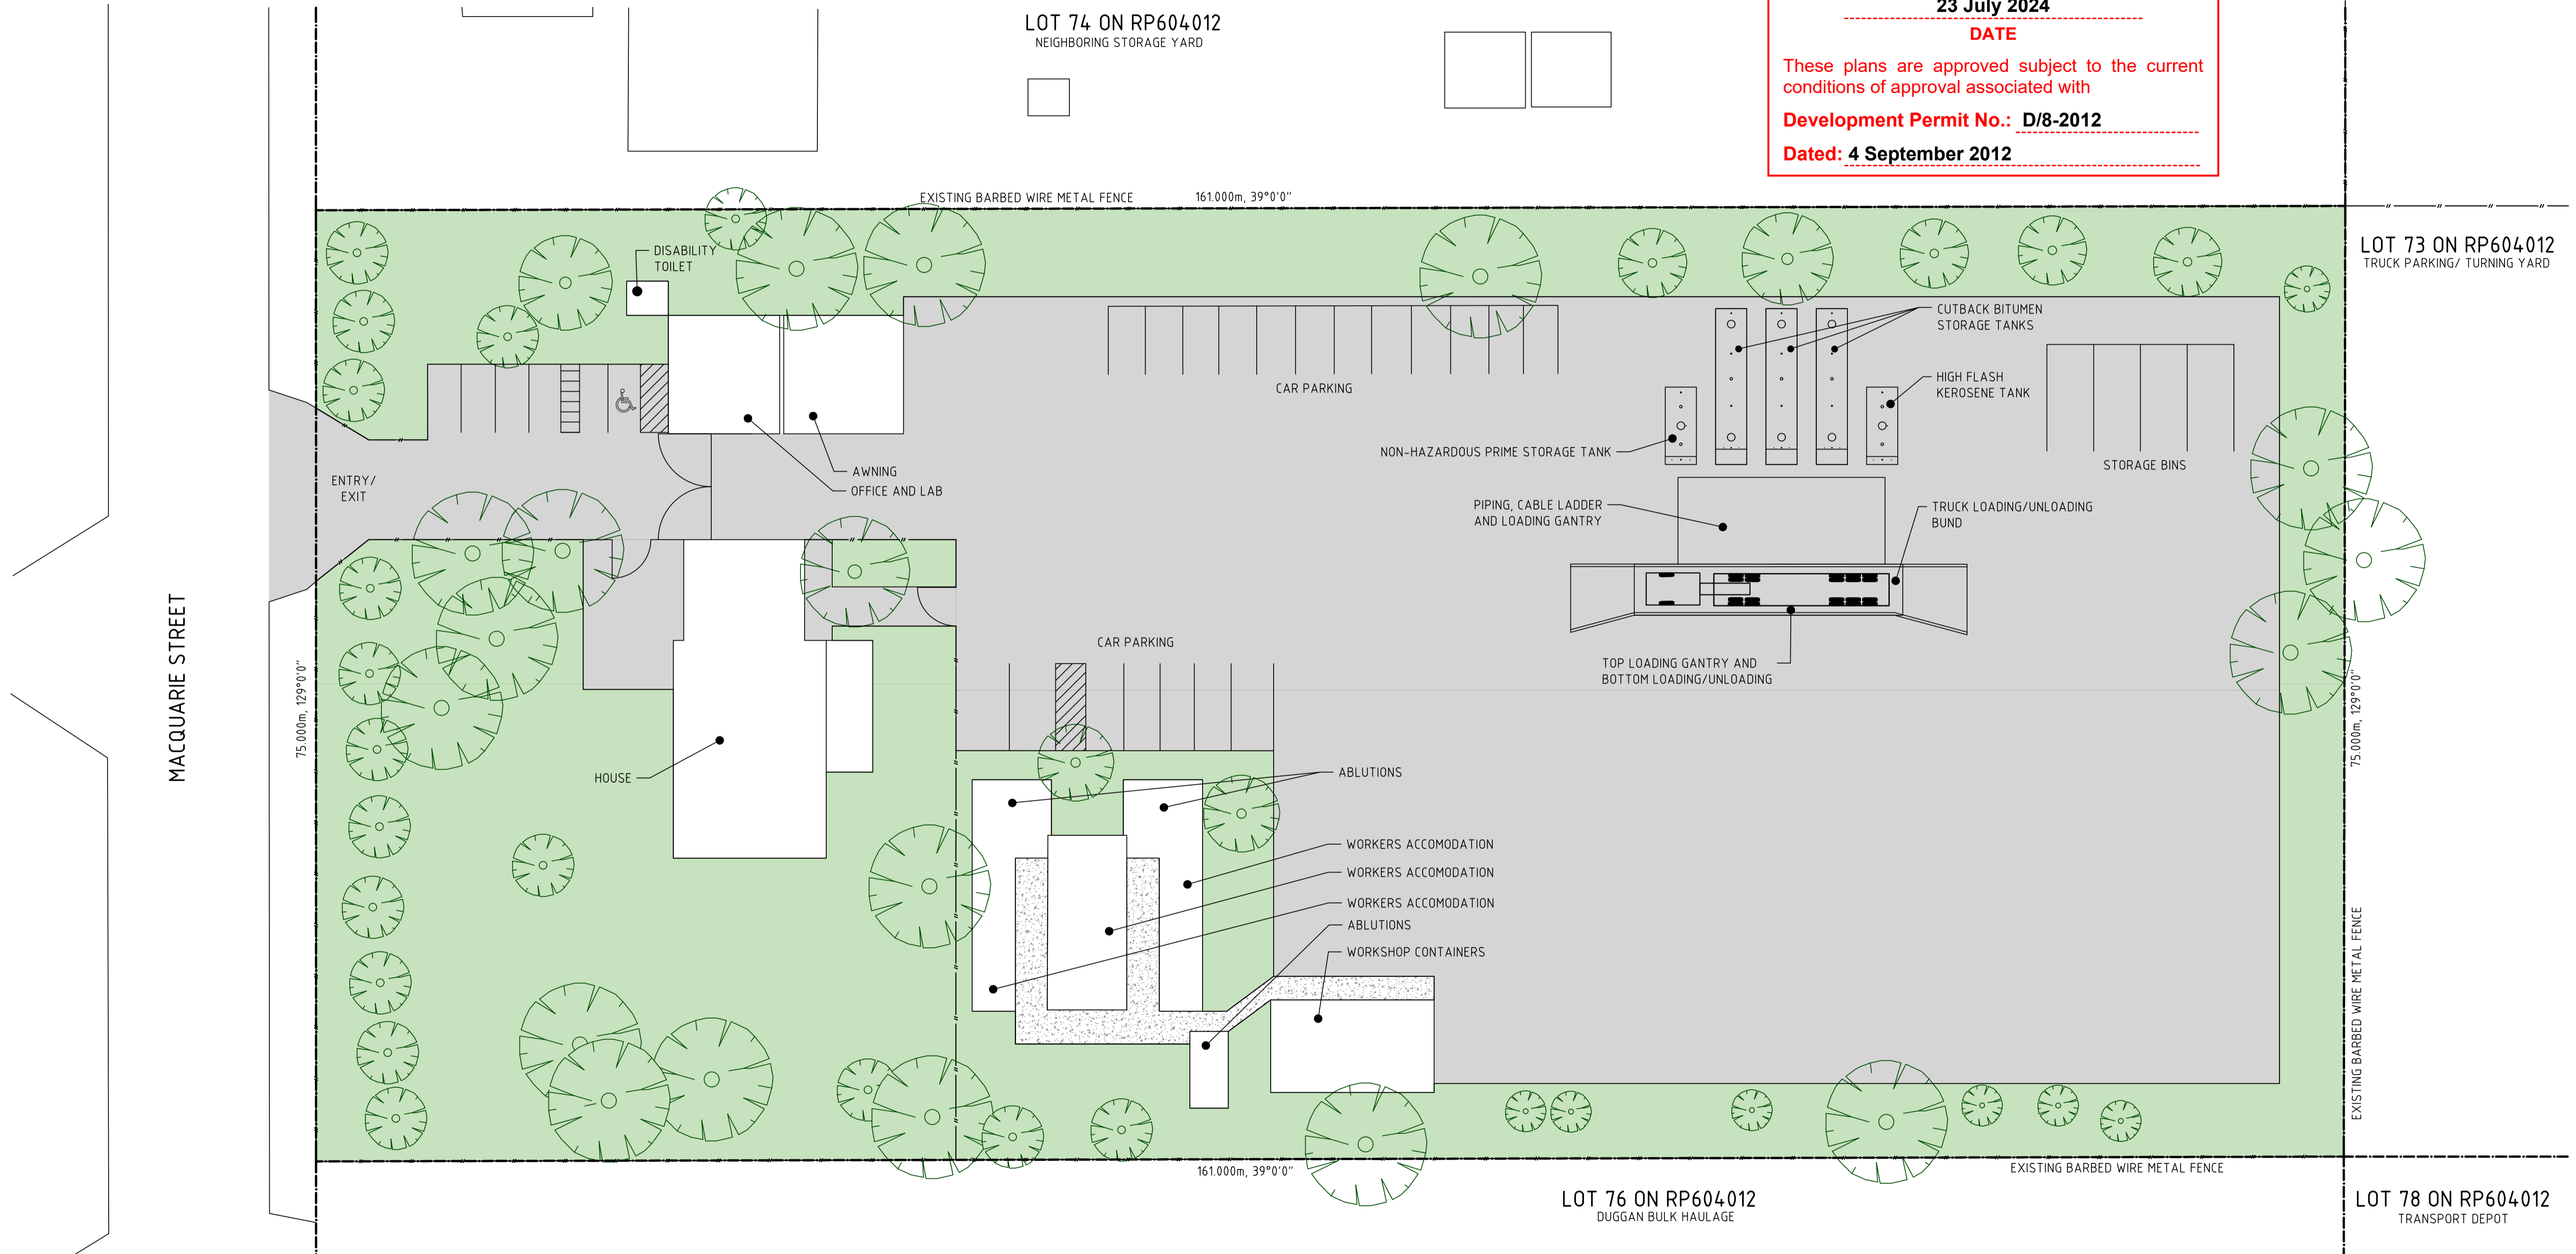 LOT 74 ON RP604012
NEIGHBORING STORAGE YARD
23 July 2024
DATE
These plans are approved subject to the current
conditions of approval associated with
Development Permit No.: D/8-2012
Dated: 4 September 2012
EXISTING BARBED WIRE METAL FENCE
161.000m, 39°0'0"
LOT 73 ON RP604012
TRUCK PARKING/ TURNING YARD
DISABILITY
TOILET
CUTBACK BITUMEN
STORAGE TANKS
HIGH FLASH
KEROSENE TANK
CAR PARKING
NON-HAZARDOUS PRIME STORAGE TANK
STORAGE BINS
AWNING
OFFICE AND LAB
ENTRY/
EXIT
PIPING, CABLE LADDER
AND LOADING GANTRY
TRUCK LOADING/UNLOADING
BUND
MACQUARIE STREET
75.000m, 129°0'0"
CAR PARKING
TOP LOADING GANTRY AND
BOTTOM LOADING/UNLOADING
75.000m, 129°0'0"
HOUSE
ABLUTIONS
WORKERS ACCOMODATION
WORKERS ACCOMODATION
WORKERS ACCOMODATION
ABLUTIONS
WORKSHOP CONTAINERS
EXISTING BARBED WIRE METAL FENCE
161.000m, 39°0'0"
EXISTING BARBED WIRE METAL FENCE
LOT 76 ON RP604012
DUGGAN BULK HAULAGE
LOT 78 ON RP604012
TRANSPORT DEPOT